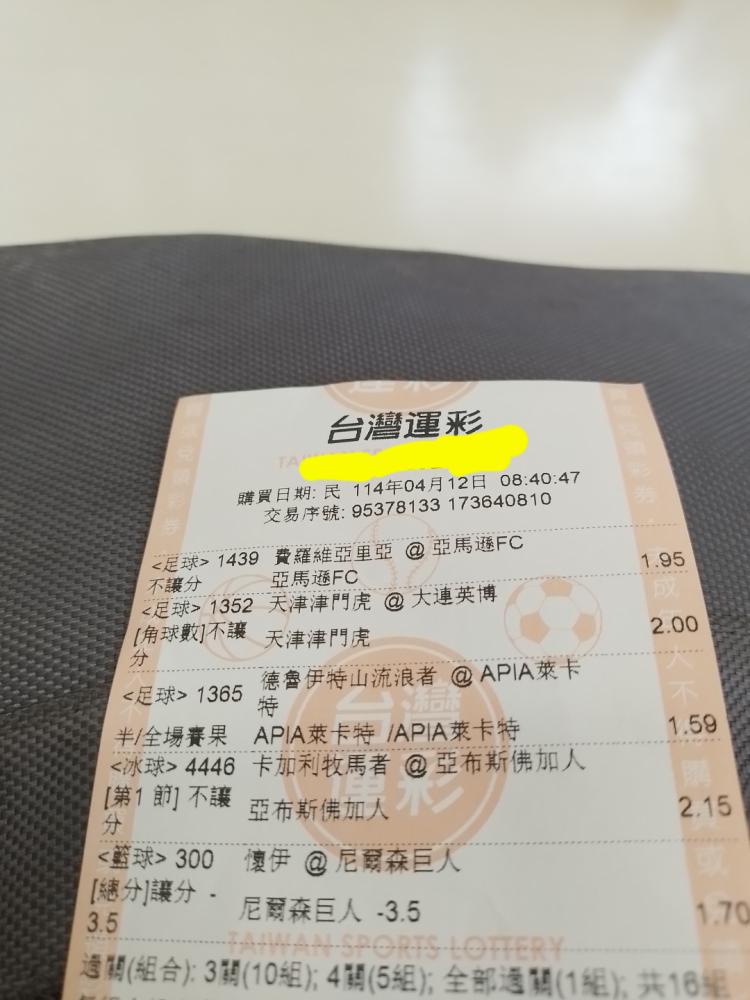 台灣運彩
購買日期: 民 114年04月12日 08:40:47
交易序號: 95378133 173640810
<足球> 1439 費羅維亞里亞 @ 亞馬遜FC
不讓分 亞馬遜FC 1.95
<足球> 1352 天津津門虎 @ 大連英博
[角球數]不讓分 天津津門虎 2.00
<足球> 1365 德魯伊特山流浪者 @ APIA萊卡特
半/全場賽果 APIA萊卡特 /APIA萊卡特 1.59
<冰球> 4446 卡加利牧馬者 @ 亞布斯佛加人
[第1 節] 不讓分 亞布斯佛加人 2.15
<籃球> 300 懷伊 @ 尼爾森巨人
[總分]讓分 -3.5 尼爾森巨人 -3.5 1.70
TAIWAN SPORTS LOTTERY
過關(組合): 3關(10組); 4關(5組); 全部過關(1組); 共16組